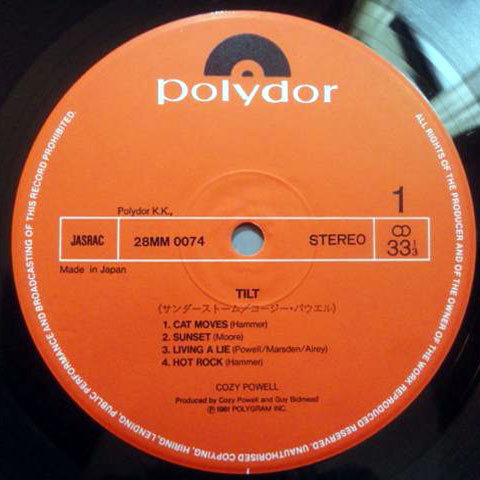 polydor
ALL RIGHTS OF THE PRODUCER AND OF THE OWNER OF THE WORK REPRODUCED RESERVED. UNAUTHORISED COPYING, HIRING, LENDING, PUBLIC PERFORMANCE AND BROADCASTING OF THIS RECORD PROHIBITED.
1
Polydor K.K.,
JASRAC
28MM 0074
STEREO
33 1/3
Made in Japan
TILT
(サンダーストーム/コージー・パウエル)
1. CAT MOVES (Hammer)
2. SUNSET (Moore)
3. LIVING A LIE (Powell/Marsden/Airey)
4. HOT ROCK (Hammer)
COZY POWELL
Produced by Cozy Powell and Guy Bidmead
Ⓟ 1981 POLYGRAM INC.